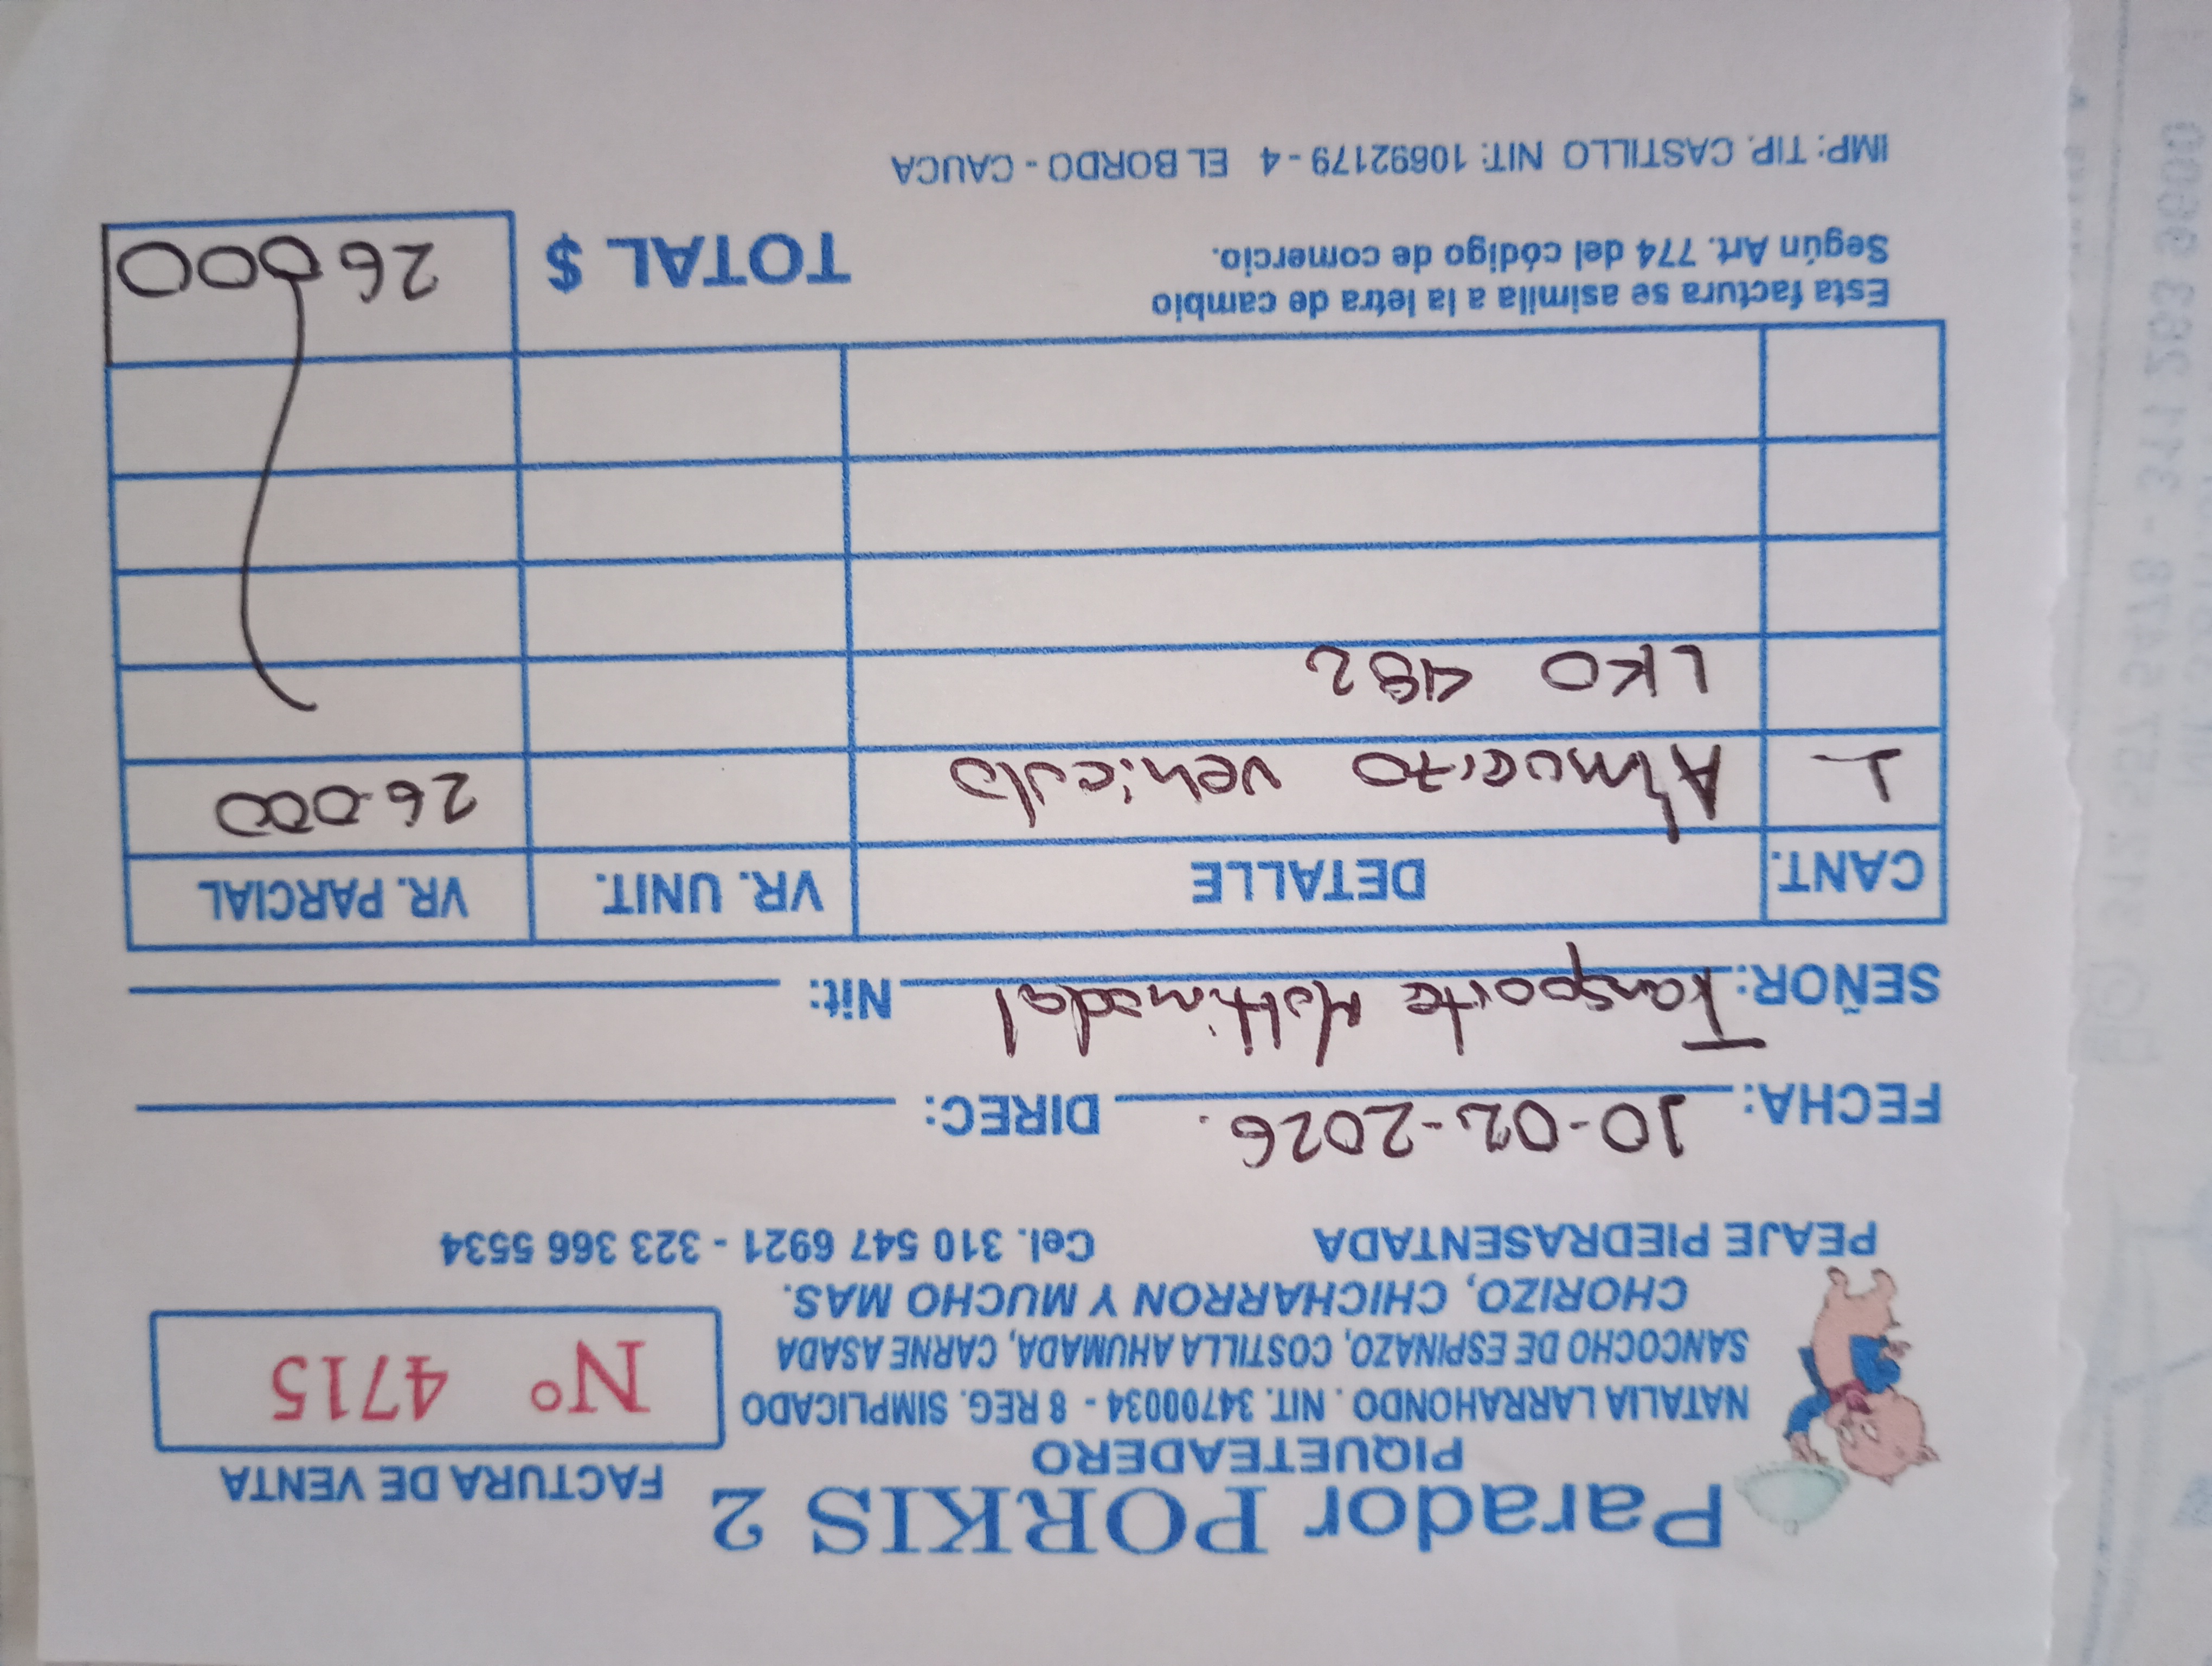 Parador PORKIS 2
PIQUETEADERO
NATALIA LARRAHONDO . NIT. 34700034 - 8 REG. SIMPLICADO
SANCOCHO DE ESPINAZO, COSTILLA AHUMADA, CARNE ASADA
CHORIZO, CHICHARRON Y MUCHO MAS.
PEAJE PIEDRASENTADA Cel. 310 547 6921 - 323 366 5534
FACTURA DE VENTA
Nº 4715
FECHA: 10-02-2026. DIREC:
SEÑOR: Transporte Multimodal Nit:
CANT. DETALLE VR. UNIT. VR. PARCIAL
1 Almuerzo vehiculo 26.000
LKO 482
Esta factura se asimila a la letra de cambio
Según Art. 774 del código de comercio.
TOTAL $ 26000
IMP: TIP. CASTILLO NIT: 10692179 - 4 EL BORDO - CAUCA